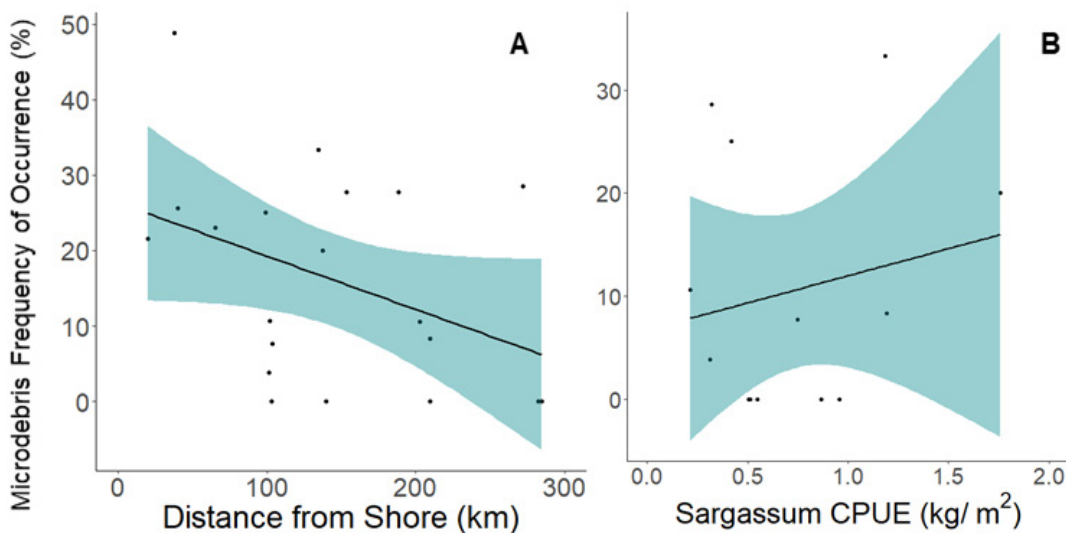 Microdebris Frequency of Occurrence (%)
A
50
40
30
20
10
0
0 100 200 300
Distance from Shore (km)
B
30
20
10
0
0.0 0.5 1.0 1.5 2.0
Sargassum CPUE (kg/ m²)